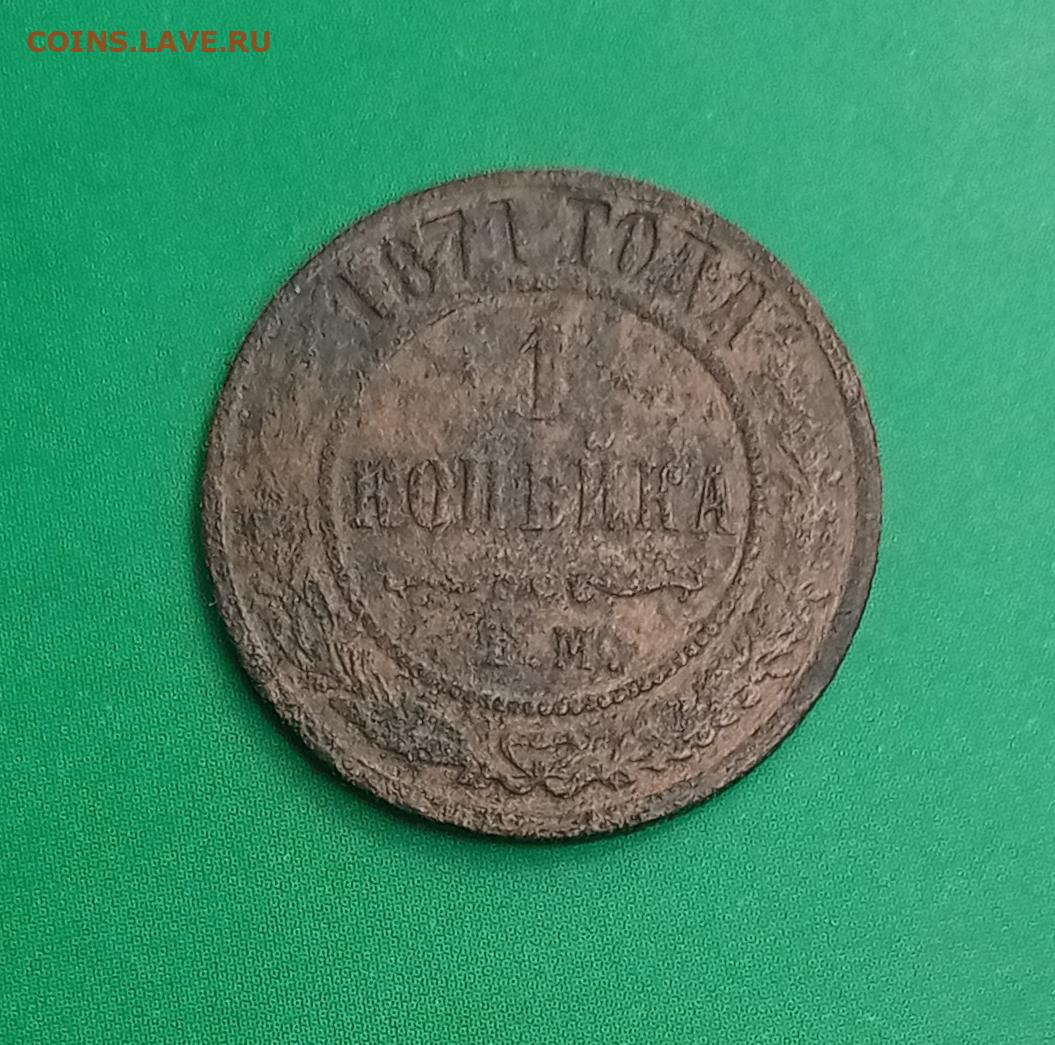 COINS.LAVE.RU
1871 ГОДА
1
КОПѢЙКА
Е.М.